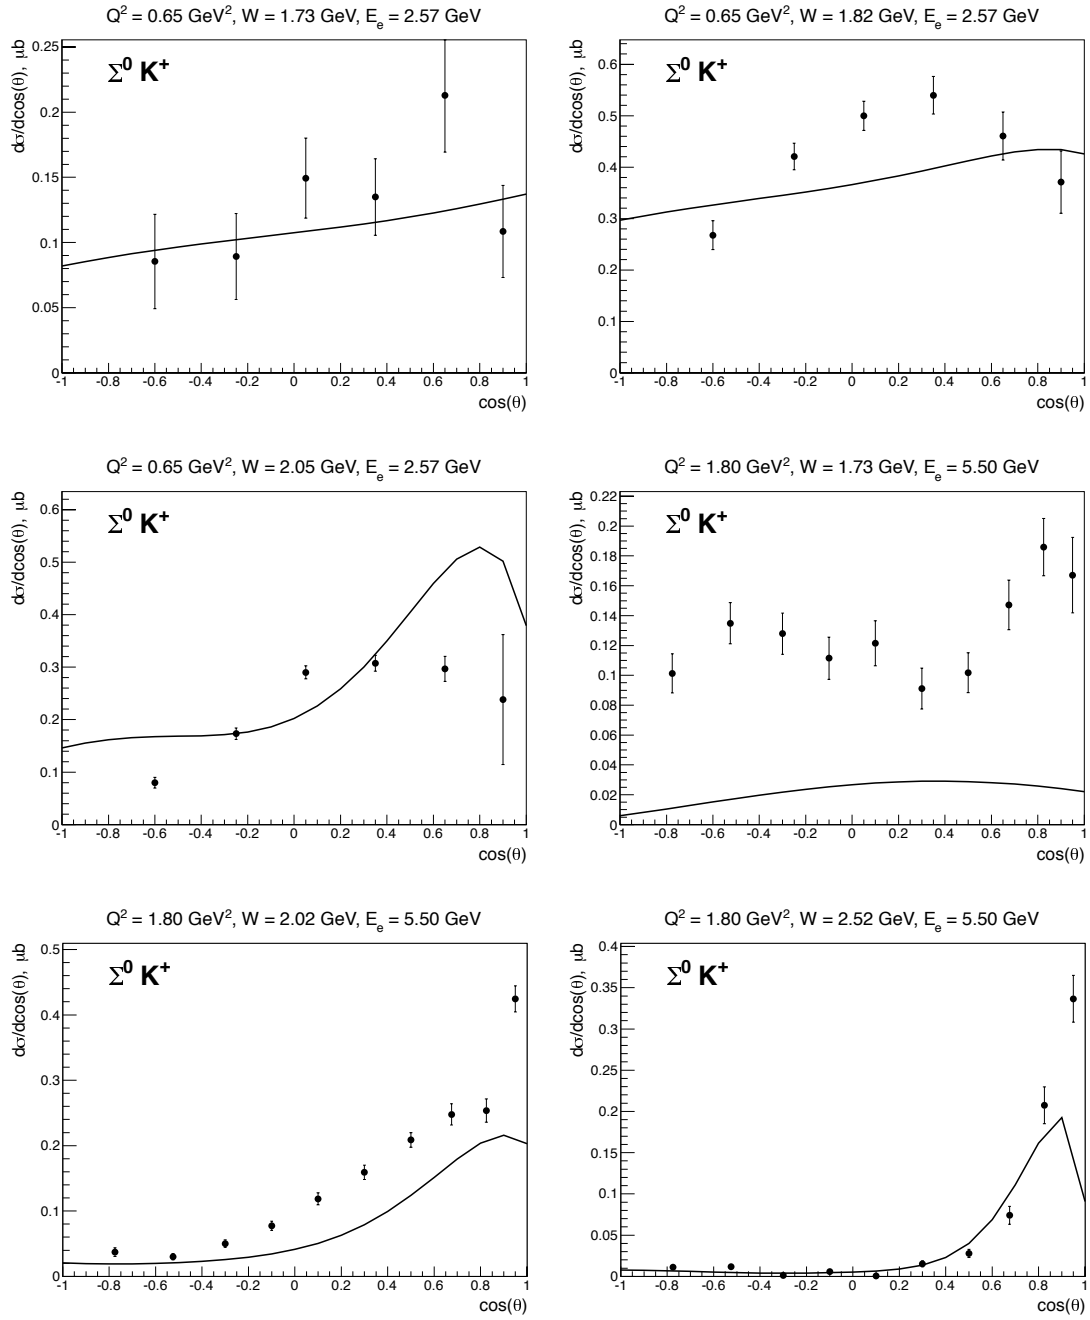 Q² = 0.65 GeV², W = 1.73 GeV, Eₑ = 2.57 GeV
dσ/dcos(θ), μb
Σ⁰ K⁺
0.25
0.2
0.15
0.1
0.05
0
-1 -0.8 -0.6 -0.4 -0.2 0 0.2 0.4 0.6 0.8 1
cos(θ)
Q² = 0.65 GeV², W = 1.82 GeV, Eₑ = 2.57 GeV
dσ/dcos(θ), μb
Σ⁰ K⁺
0.6
0.5
0.4
0.3
0.2
0.1
0
-1 -0.8 -0.6 -0.4 -0.2 0 0.2 0.4 0.6 0.8 1
cos(θ)
Q² = 0.65 GeV², W = 2.05 GeV, Eₑ = 2.57 GeV
dσ/dcos(θ), μb
Σ⁰ K⁺
0.6
0.5
0.4
0.3
0.2
0.1
0
-1 -0.8 -0.6 -0.4 -0.2 0 0.2 0.4 0.6 0.8 1
cos(θ)
Q² = 1.80 GeV², W = 1.73 GeV, Eₑ = 5.50 GeV
dσ/dcos(θ), μb
Σ⁰ K⁺
0.22
0.2
0.18
0.16
0.14
0.12
0.1
0.08
0.06
0.04
0.02
0
-1 -0.8 -0.6 -0.4 -0.2 0 0.2 0.4 0.6 0.8 1
cos(θ)
Q² = 1.80 GeV², W = 2.02 GeV, Eₑ = 5.50 GeV
dσ/dcos(θ), μb
Σ⁰ K⁺
0.5
0.4
0.3
0.2
0.1
0
-1 -0.8 -0.6 -0.4 -0.2 0 0.2 0.4 0.6 0.8 1
cos(θ)
Q² = 1.80 GeV², W = 2.52 GeV, Eₑ = 5.50 GeV
dσ/dcos(θ), μb
Σ⁰ K⁺
0.4
0.35
0.3
0.25
0.2
0.15
0.1
0.05
0
-1 -0.8 -0.6 -0.4 -0.2 0 0.2 0.4 0.6 0.8 1
cos(θ)